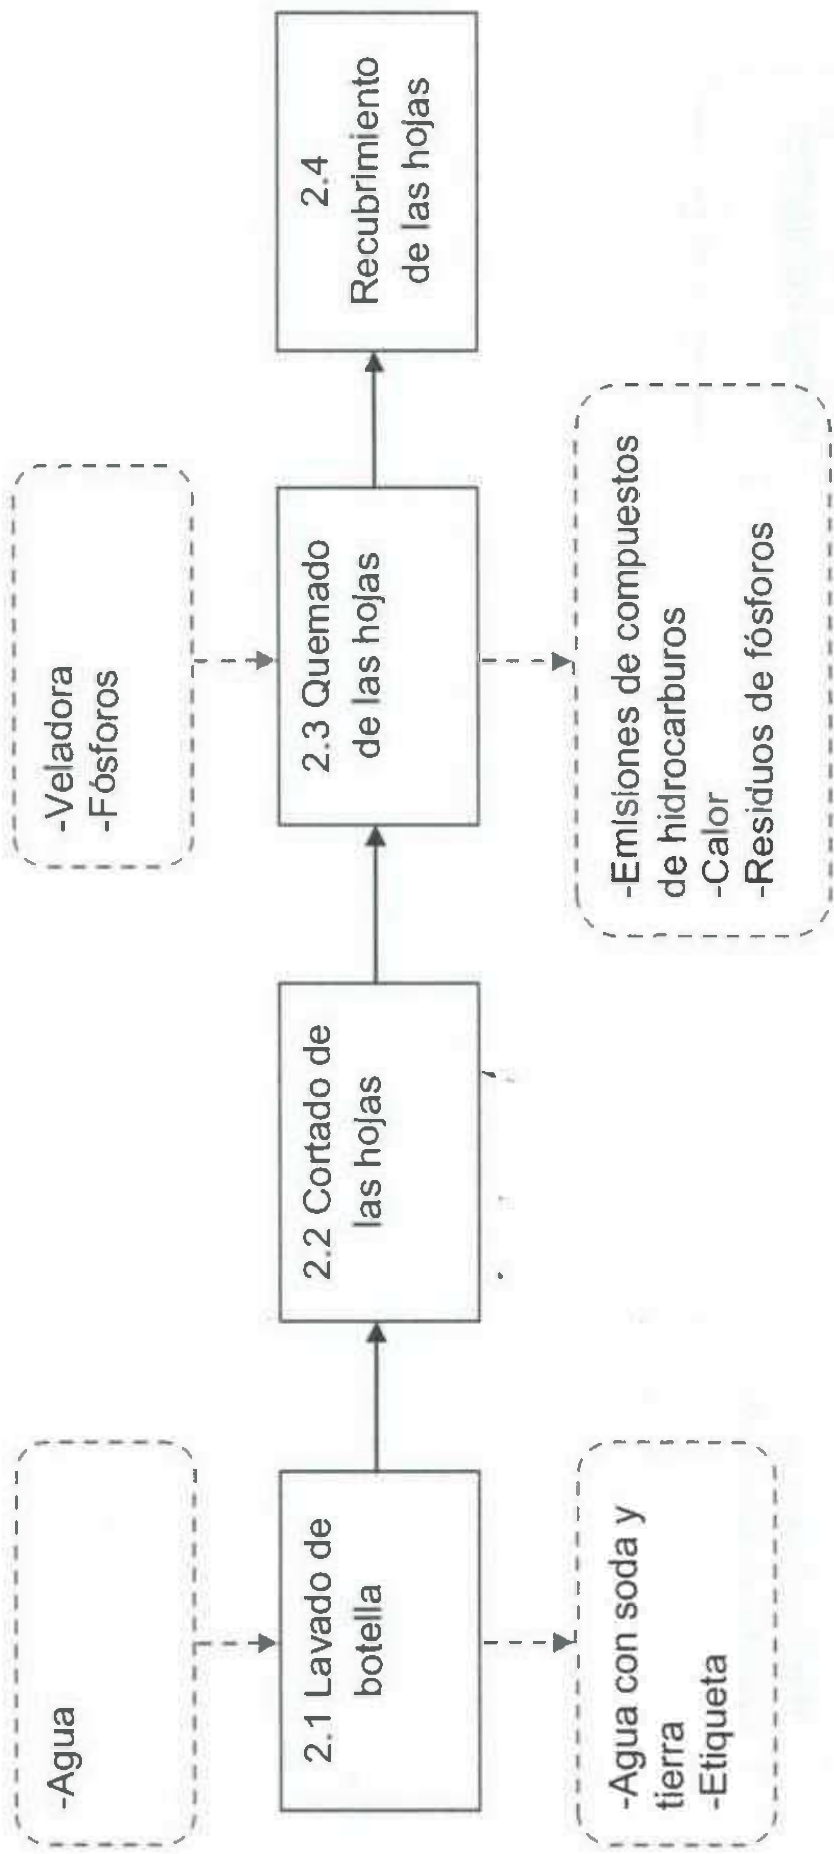 -Agua
2.1 Lavado de
botella
-Agua con soda y
tierra
-Etiqueta
2.2 Cortado de
las hojas
-Veladora
-Fósforos
2.3 Quemado
de las hojas
-Emisiones de compuestos
de hidrocarburos
-Calor
-Residuos de fósforos
2.4
Recubrimiento
de las hojas